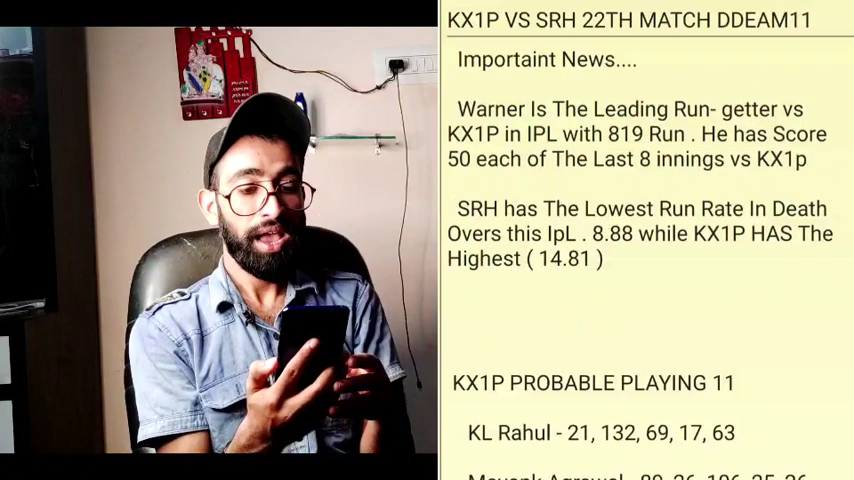 KX1P VS SRH 22TH MATCH DDEAM11
Importaint News....
Warner Is The Leading Run- getter vs
KX1P in IPL with 819 Run . He has Score
50 each of The Last 8 innings vs KX1p
SRH has The Lowest Run Rate In Death
Overs this IpL . 8.88 while KX1P HAS The
Highest ( 14.81 )
KX1P PROBABLE PLAYING 11
KL Rahul - 21, 132, 69, 17, 63